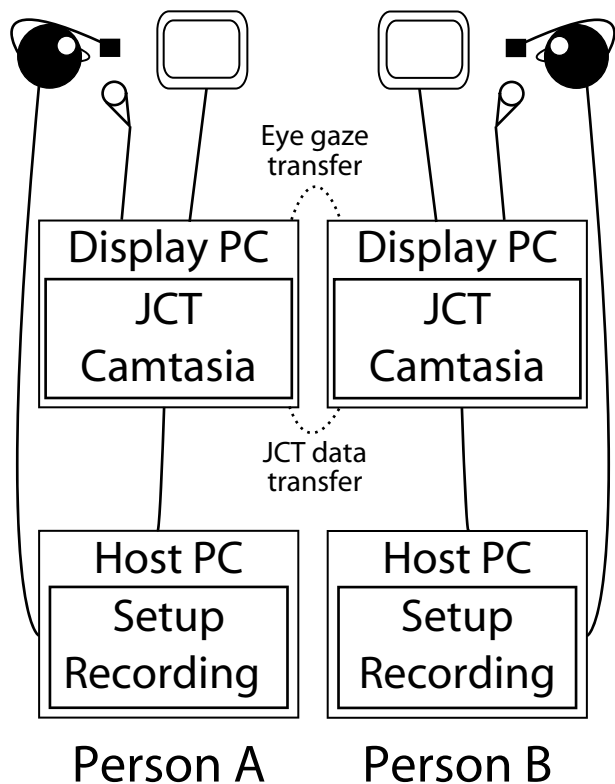 Eye gaze
transfer
Display PC
JCT
Camtasia
Display PC
JCT
Camtasia
JCT data
transfer
Host PC
Setup
Recording
Host PC
Setup
Recording
Person A
Person B